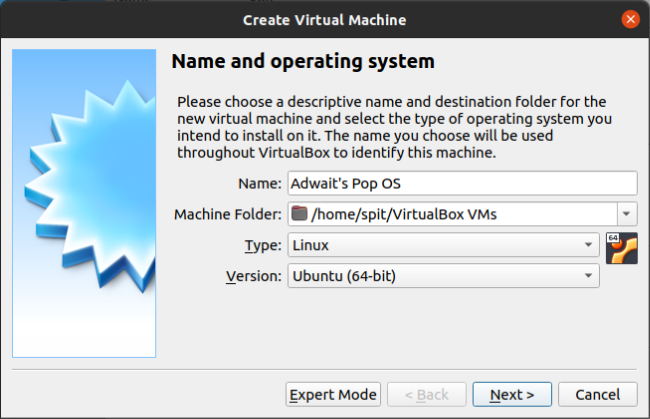 Create Virtual Machine
Name and operating system
Please choose a descriptive name and destination folder for the
new virtual machine and select the type of operating system you
intend to install on it. The name you choose will be used
throughout VirtualBox to identify this machine.
Name: Adwait's Pop OS
Machine Folder: /home/spit/VirtualBox VMs
Type: Linux
64
Version: Ubuntu (64-bit)
Expert Mode < Back Next > Cancel